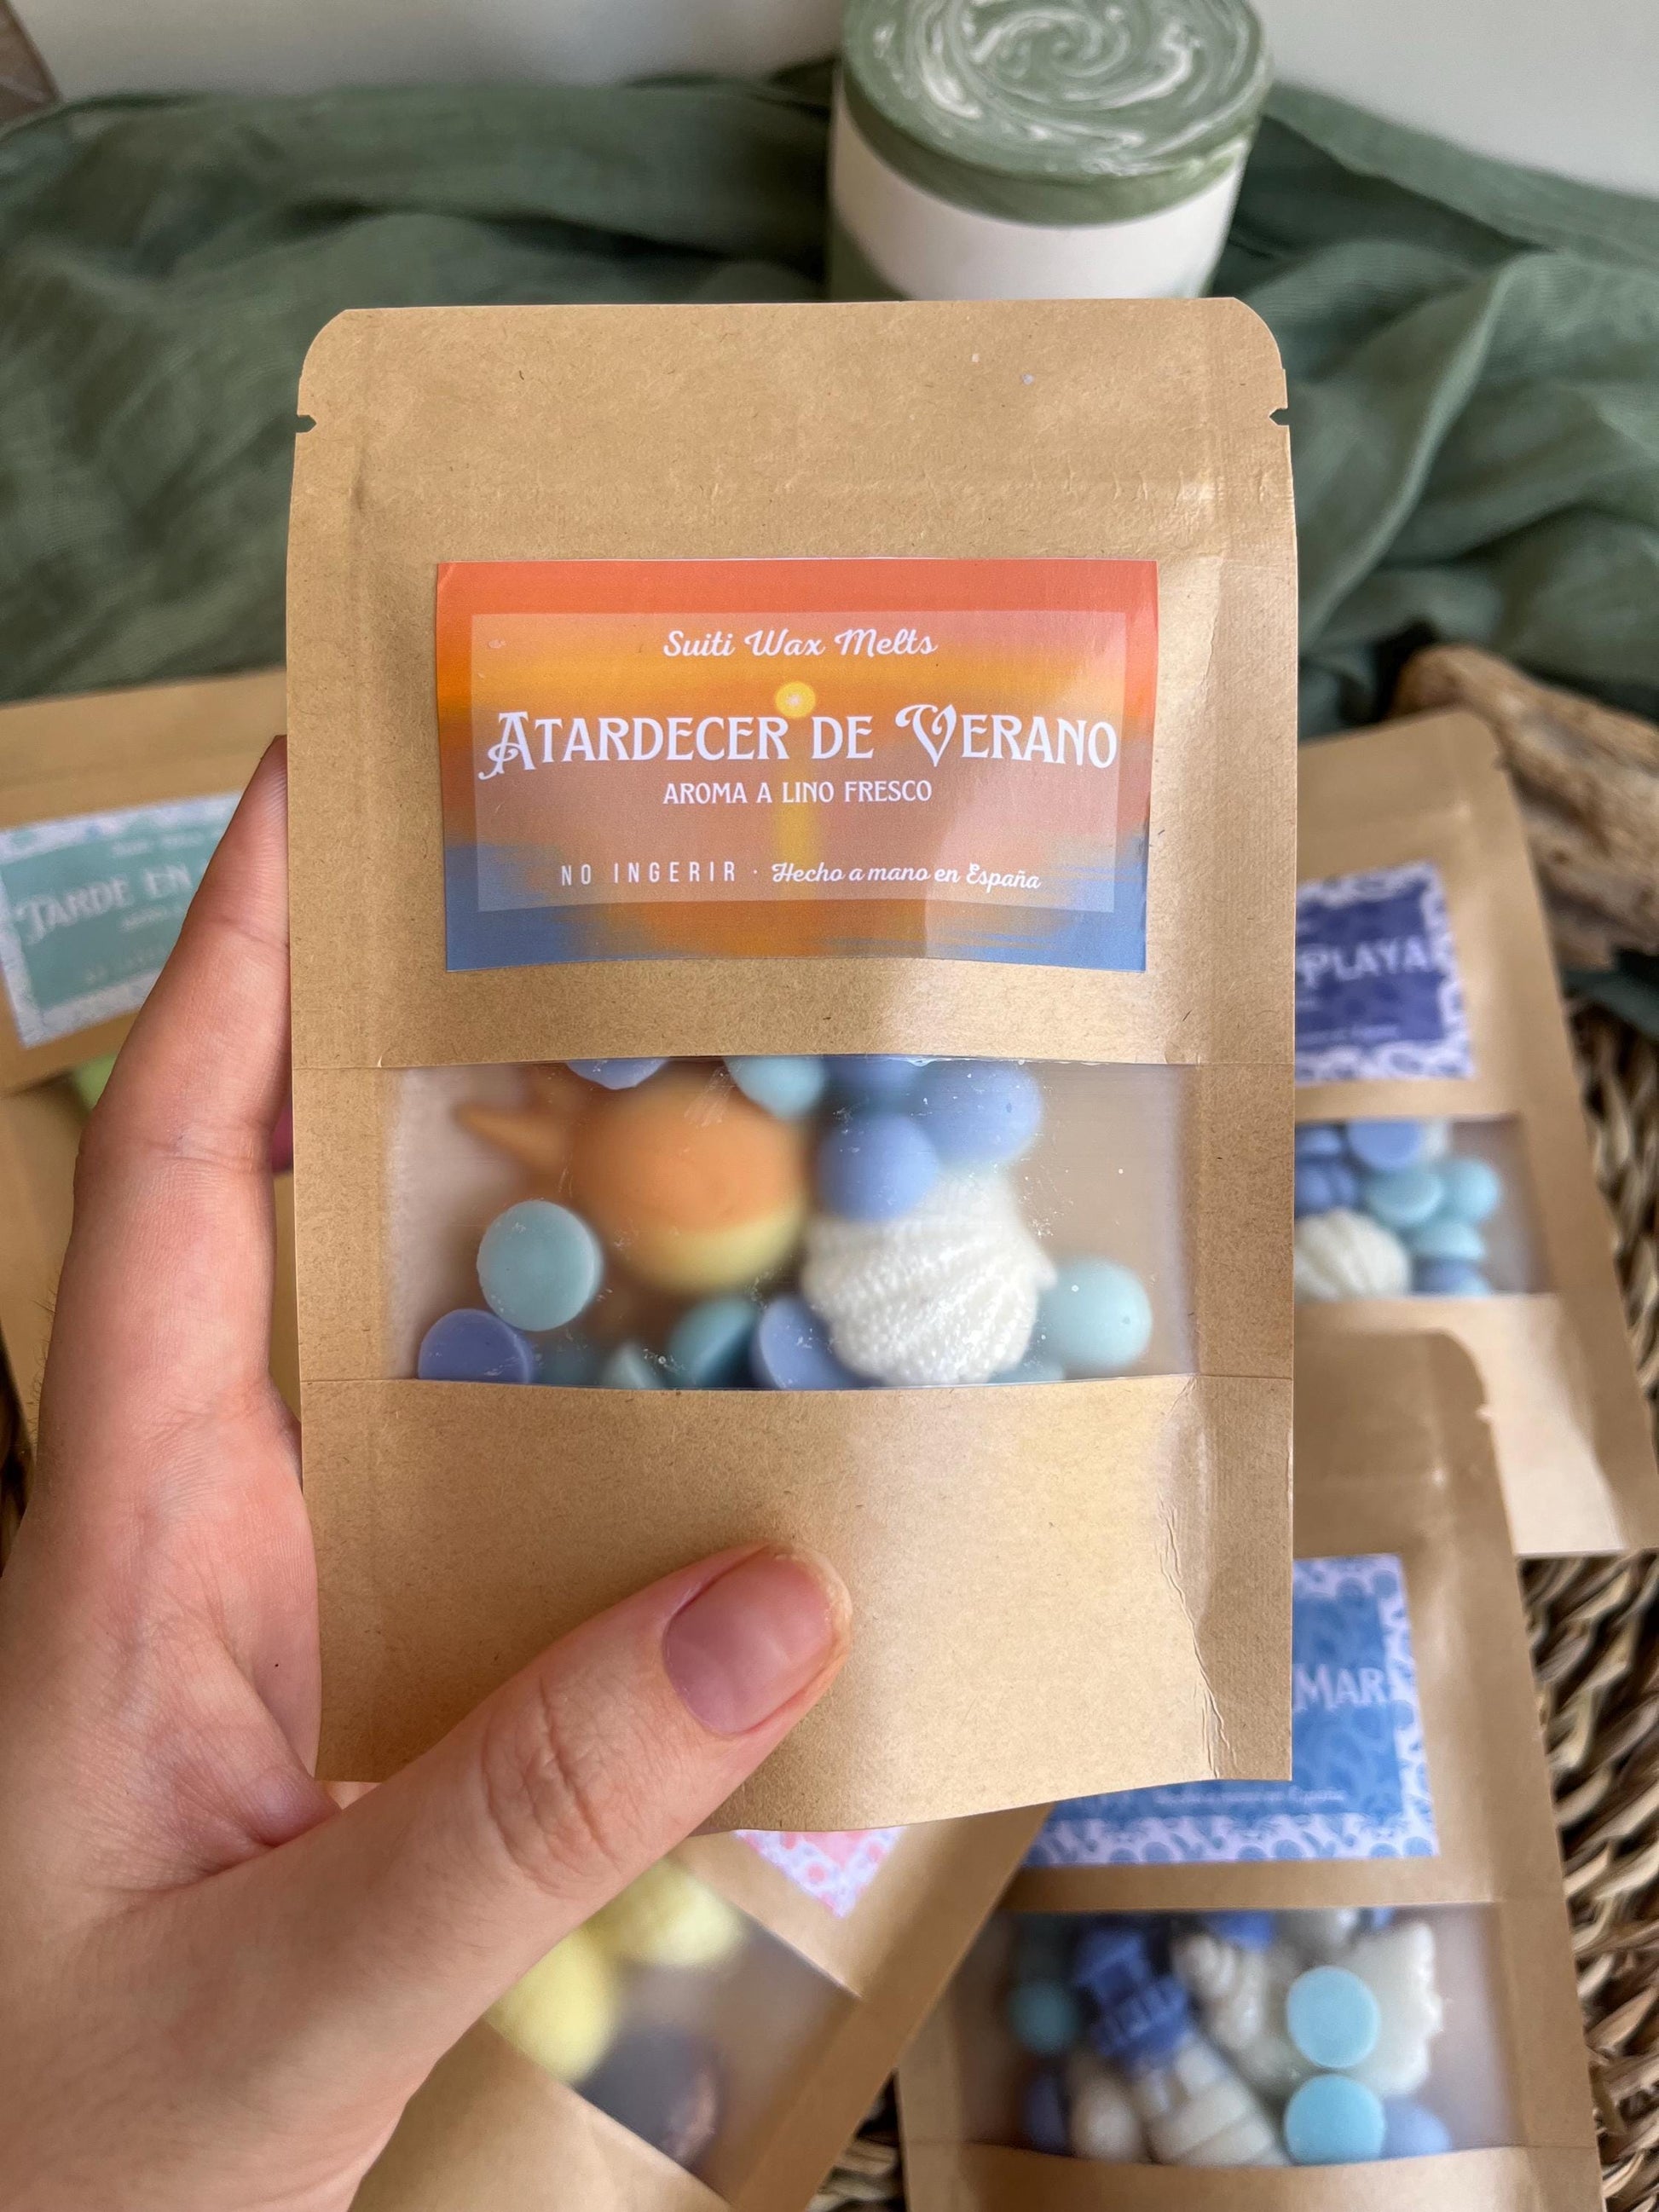 Suiti Wax Melts
Atardecer de Verano
AROMA A LINO FRESCO
NO INGERIR · Hecho a mano en España
TARDE EN
PLAYA
MAR